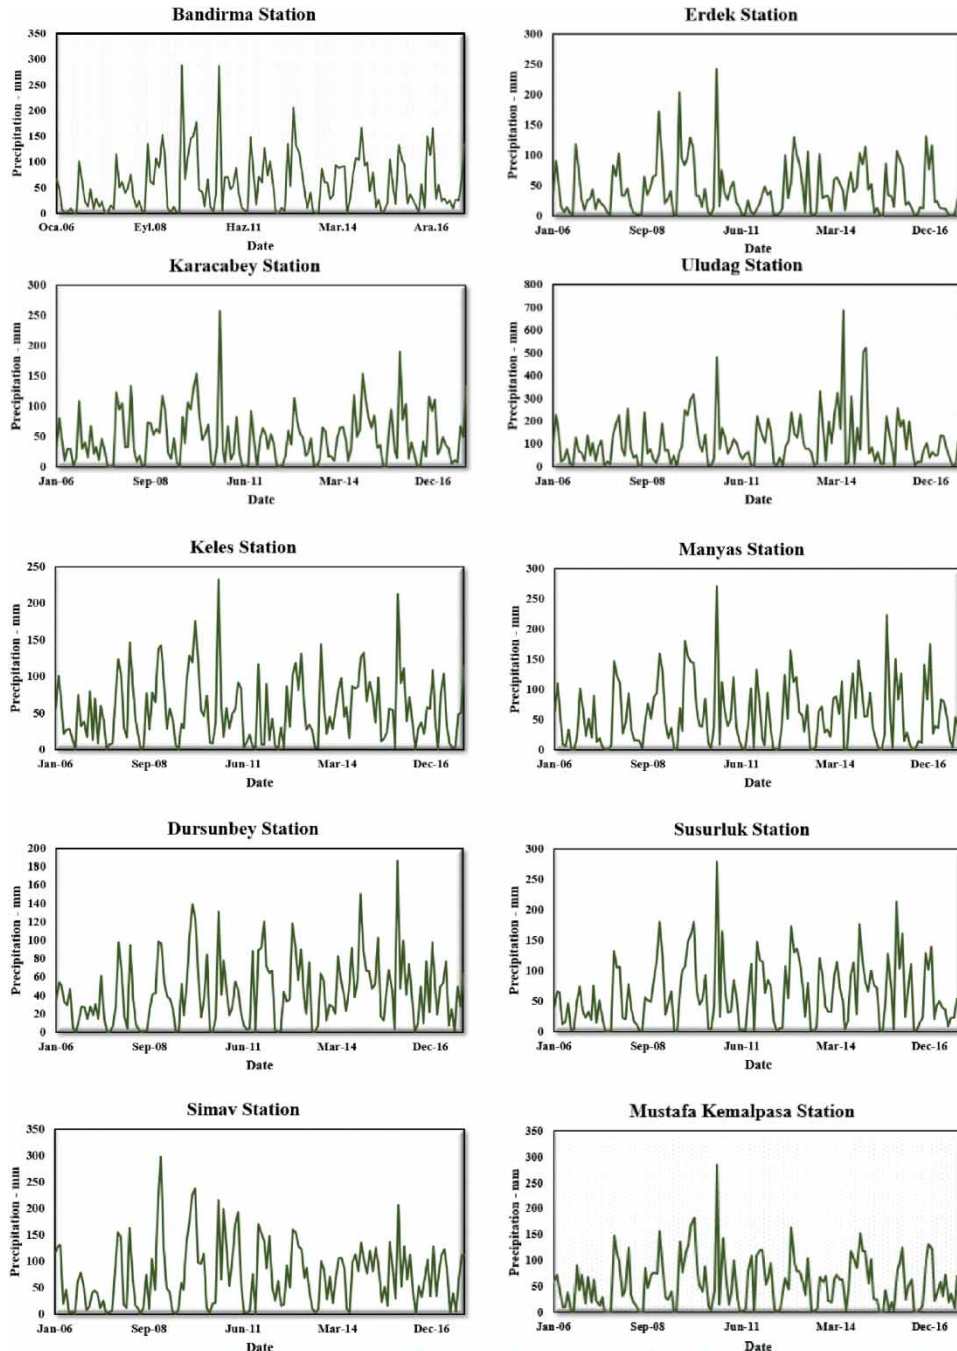 Bandirma Station
Precipitation - mm
350
300
250
200
150
100
50
0
Oca.06 Eyl.08 Haz.11 Mar.14 Ara.16
Date
Erdek Station
Precipitation - mm
300
250
200
150
100
50
0
Jan-06 Sep-08 Jun-11 Mar-14 Dec-16
Date
Karacabey Station
Precipitation - mm
300
250
200
150
100
50
0
Jan-06 Sep-08 Jun-11 Mar-14 Dec-16
Date
Uludag Station
Precipitation - mm
800
700
600
500
400
300
200
100
0
Jan-06 Sep-08 Jun-11 Mar-14 Dec-16
Date
Keles Station
Precipitation - mm
250
200
150
100
50
0
Jan-06 Sep-08 Jun-11 Mar-14 Dec-16
Date
Manyas Station
Precipitation - mm
300
250
200
150
100
50
0
Jan-06 Sep-08 Jun-11 Mar-14 Dec-16
Date
Dursunbey Station
Precipitation - mm
200
180
160
140
120
100
80
60
40
20
0
Jan-06 Sep-08 Jun-11 Mar-14 Dec-16
Date
Susurluk Station
Precipitation - mm
300
250
200
150
100
50
0
Jan-06 Sep-08 Jun-11 Mar-14 Dec-16
Date
Simav Station
Precipitation - mm
350
300
250
200
150
100
50
0
Jan-06 Sep-08 Jun-11 Mar-14 Dec-16
Date
Mustafa Kemalpasa Station
Precipitation - mm
350
300
250
200
150
100
50
0
Jan-06 Sep-08 Jun-11 Mar-14 Dec-16
Date